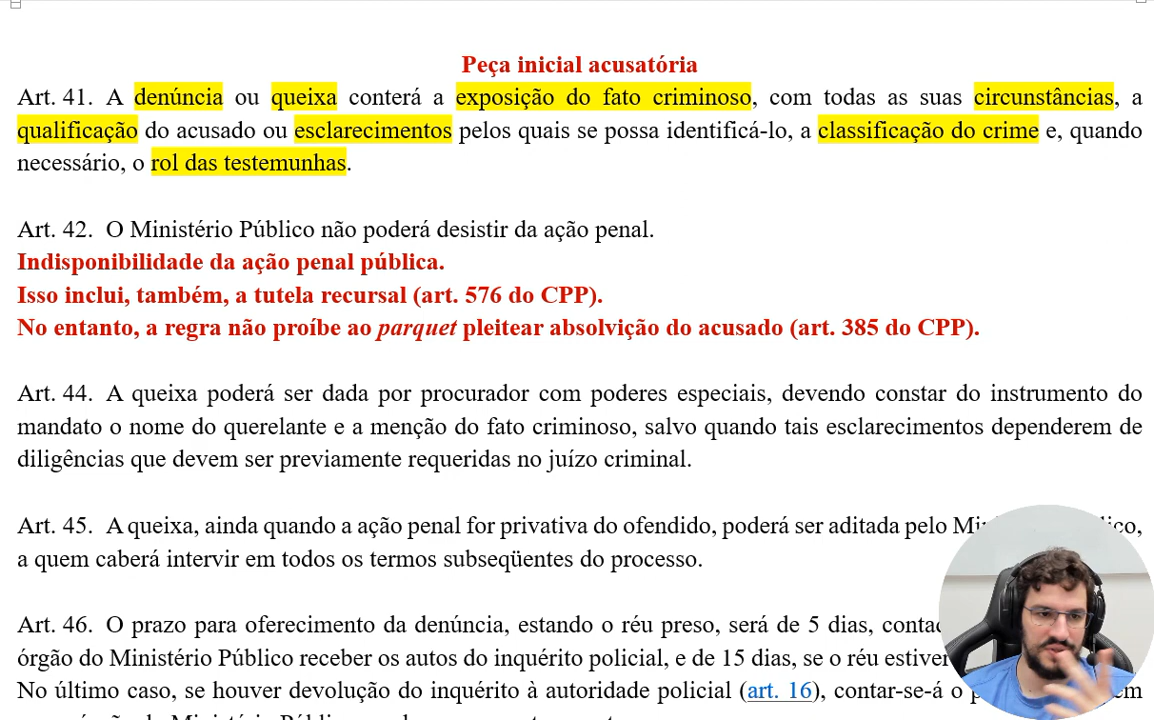 Peça inicial acusatória
Art. 41. A denúncia ou queixa conterá a exposição do fato criminoso, com todas as suas circunstâncias, a
qualificação do acusado ou esclarecimentos pelos quais se possa identificá-lo, a classificação do crime e, quando
necessário, o rol das testemunhas.
Art. 42. O Ministério Público não poderá desistir da ação penal.
Indisponibilidade da ação penal pública.
Isso inclui, também, a tutela recursal (art. 576 do CPP).
No entanto, a regra não proíbe ao parquet pleitear absolvição do acusado (art. 385 do CPP).
Art. 44. A queixa poderá ser dada por procurador com poderes especiais, devendo constar do instrumento do
mandato o nome do querelante e a menção do fato criminoso, salvo quando tais esclarecimentos dependerem de
diligências que devem ser previamente requeridas no juízo criminal.
Art. 45. A queixa, ainda quando a ação penal for privativa do ofendido, poderá ser aditada pelo
a quem caberá intervir em todos os termos subseqüentes do processo.
Art. 46. O prazo para oferecimento da denúncia, estando o réu preso, será de 5 dias,
órgão do Ministério Público receber os autos do inquérito policial, e de 15 dias, se o réu
No último caso, se houver devolução do inquérito à autoridade policial (art. 16), contar-se-á o